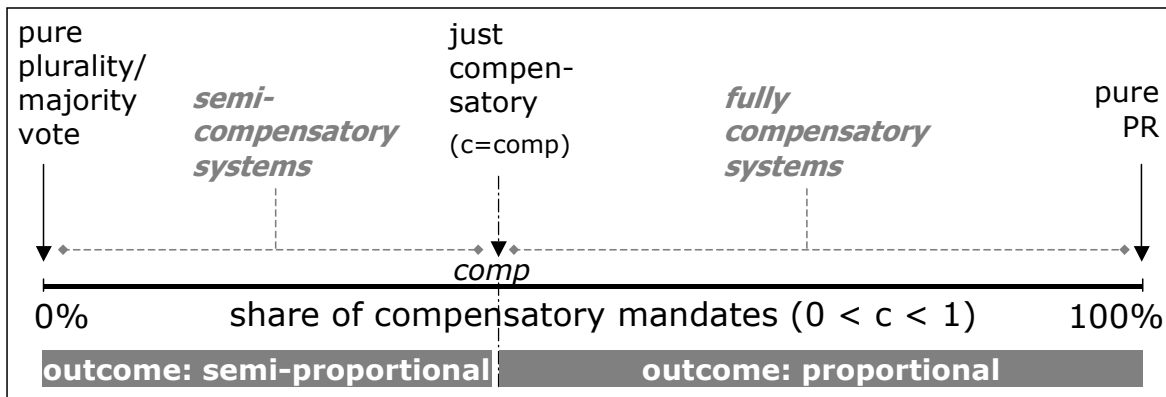 pure
plurality/
majority
vote
semi-
compensatory
systems
just
compen-
satory
(c=comp)
fully
compensatory
systems
pure
PR
comp
0%
share of compensatory mandates (0 < c < 1)
100%
outcome: semi-proportional
outcome: proportional